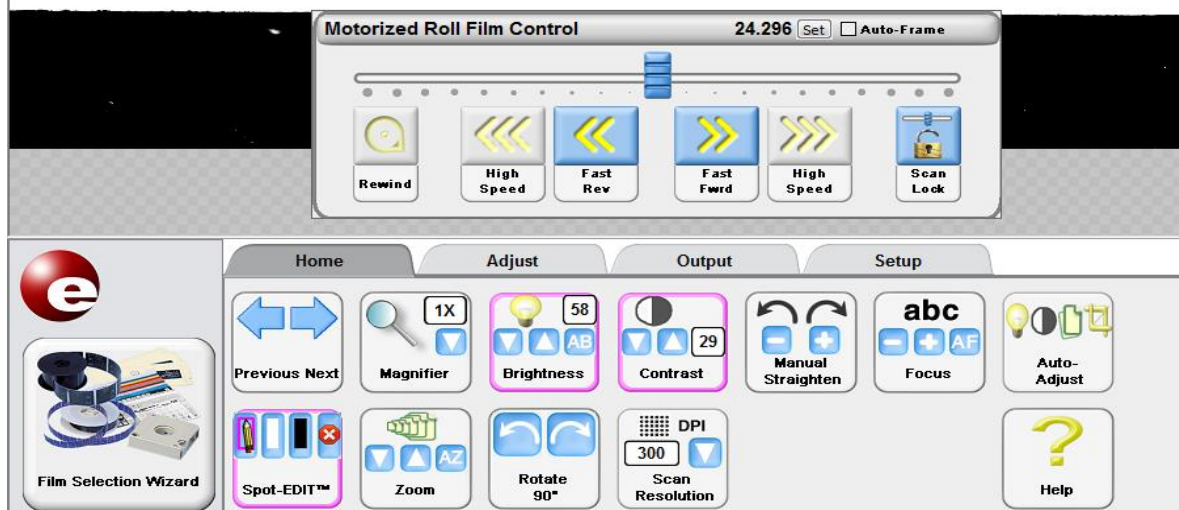 Motorized Roll Film Control 24.296 Set Auto-Frame
Rewind
High
Speed
Fast
Rev
Fast
Fwrd
High
Speed
Scan
Lock
e
Home Adjust Output Setup
Previous Next
1X
Magnifier
58
AB
Brightness
29
Contrast
Manual
Straighten
abc
AF
Focus
Auto-
Adjust
Film Selection Wizard
Spot-EDIT™
AZ
Zoom
Rotate
90°
DPI
300
Scan
Resolution
?
Help